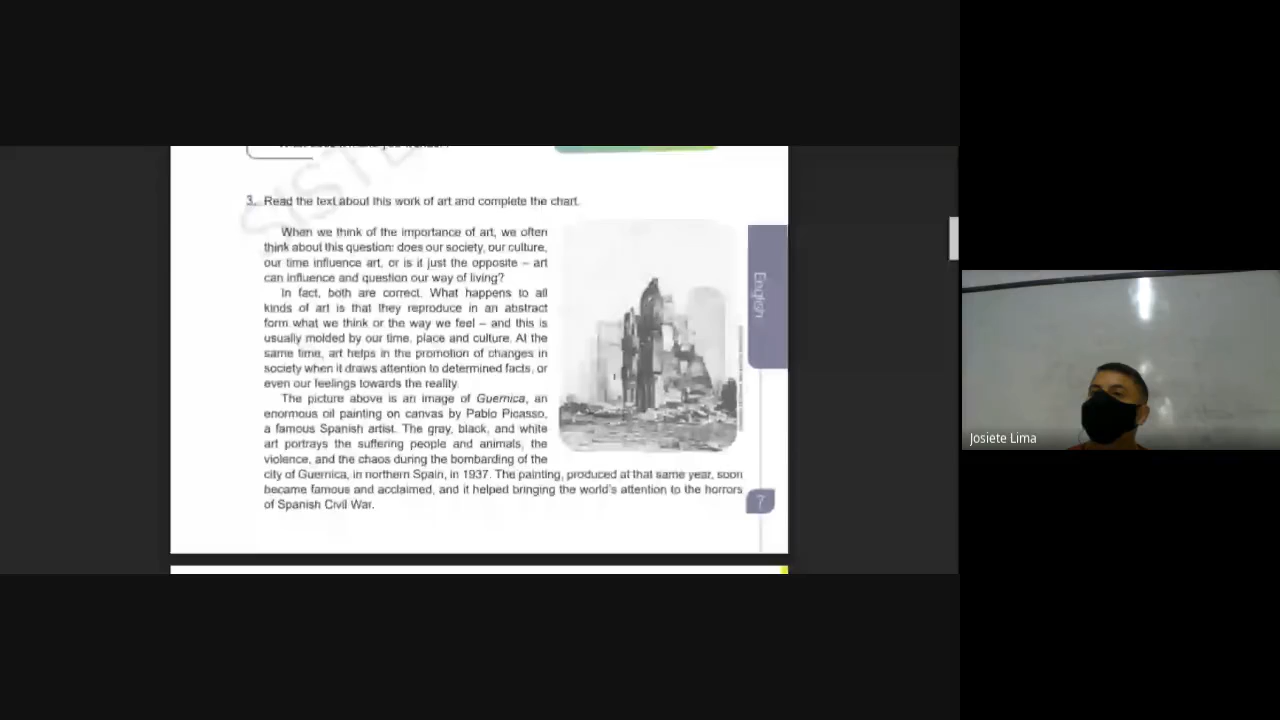 3. Read the text about this work of art and complete the chart.
When we think of the importance of art, we often
think about this question: does our society, our culture,
our time influence art, or is it just the opposite – art
can influence and question our way of living?
In fact, both are correct. What happens to all
kinds of art is that they reproduce in an abstract
form what we think or the way we feel – and this is
usually molded by our time, place and culture. At the
same time, art helps in the promotion of changes in
society when it draws attention to determined facts, or
even our feelings towards the reality.
The picture above is an image of Guernica, an
enormous oil painting on canvas by Pablo Picasso,
a famous Spanish artist. The gray, black, and white
art portrays the suffering people and animals, the
violence, and the chaos during the bombarding of the
city of Guernica, in northern Spain, in 1937. The painting, produced at that same year, soon
became famous and acclaimed, and it helped bringing the world's attention to the horrors
of Spanish Civil War.
English
7
Josiete Lima